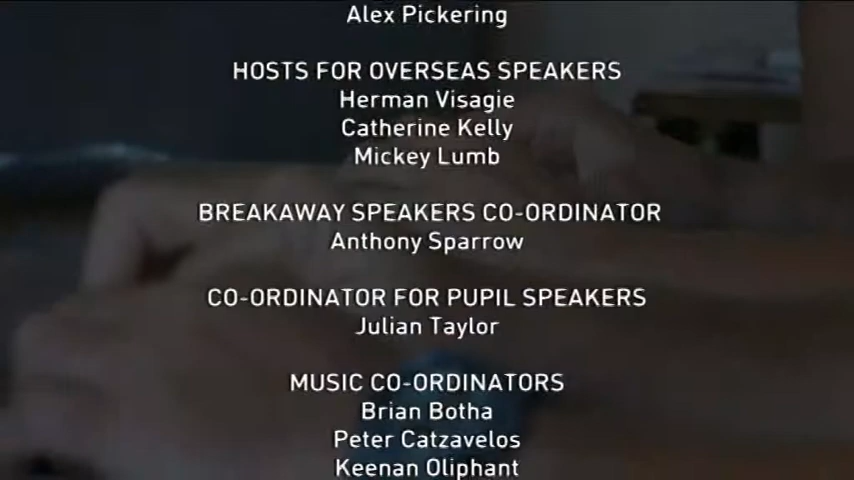 Alex Pickering
HOSTS FOR OVERSEAS SPEAKERS
Herman Visagie
Catherine Kelly
Mickey Lumb
BREAKAWAY SPEAKERS CO-ORDINATOR
Anthony Sparrow
CO-ORDINATOR FOR PUPIL SPEAKERS
Julian Taylor
MUSIC CO-ORDINATORS
Brian Botha
Peter Catzavelos
Keenan Oliphant